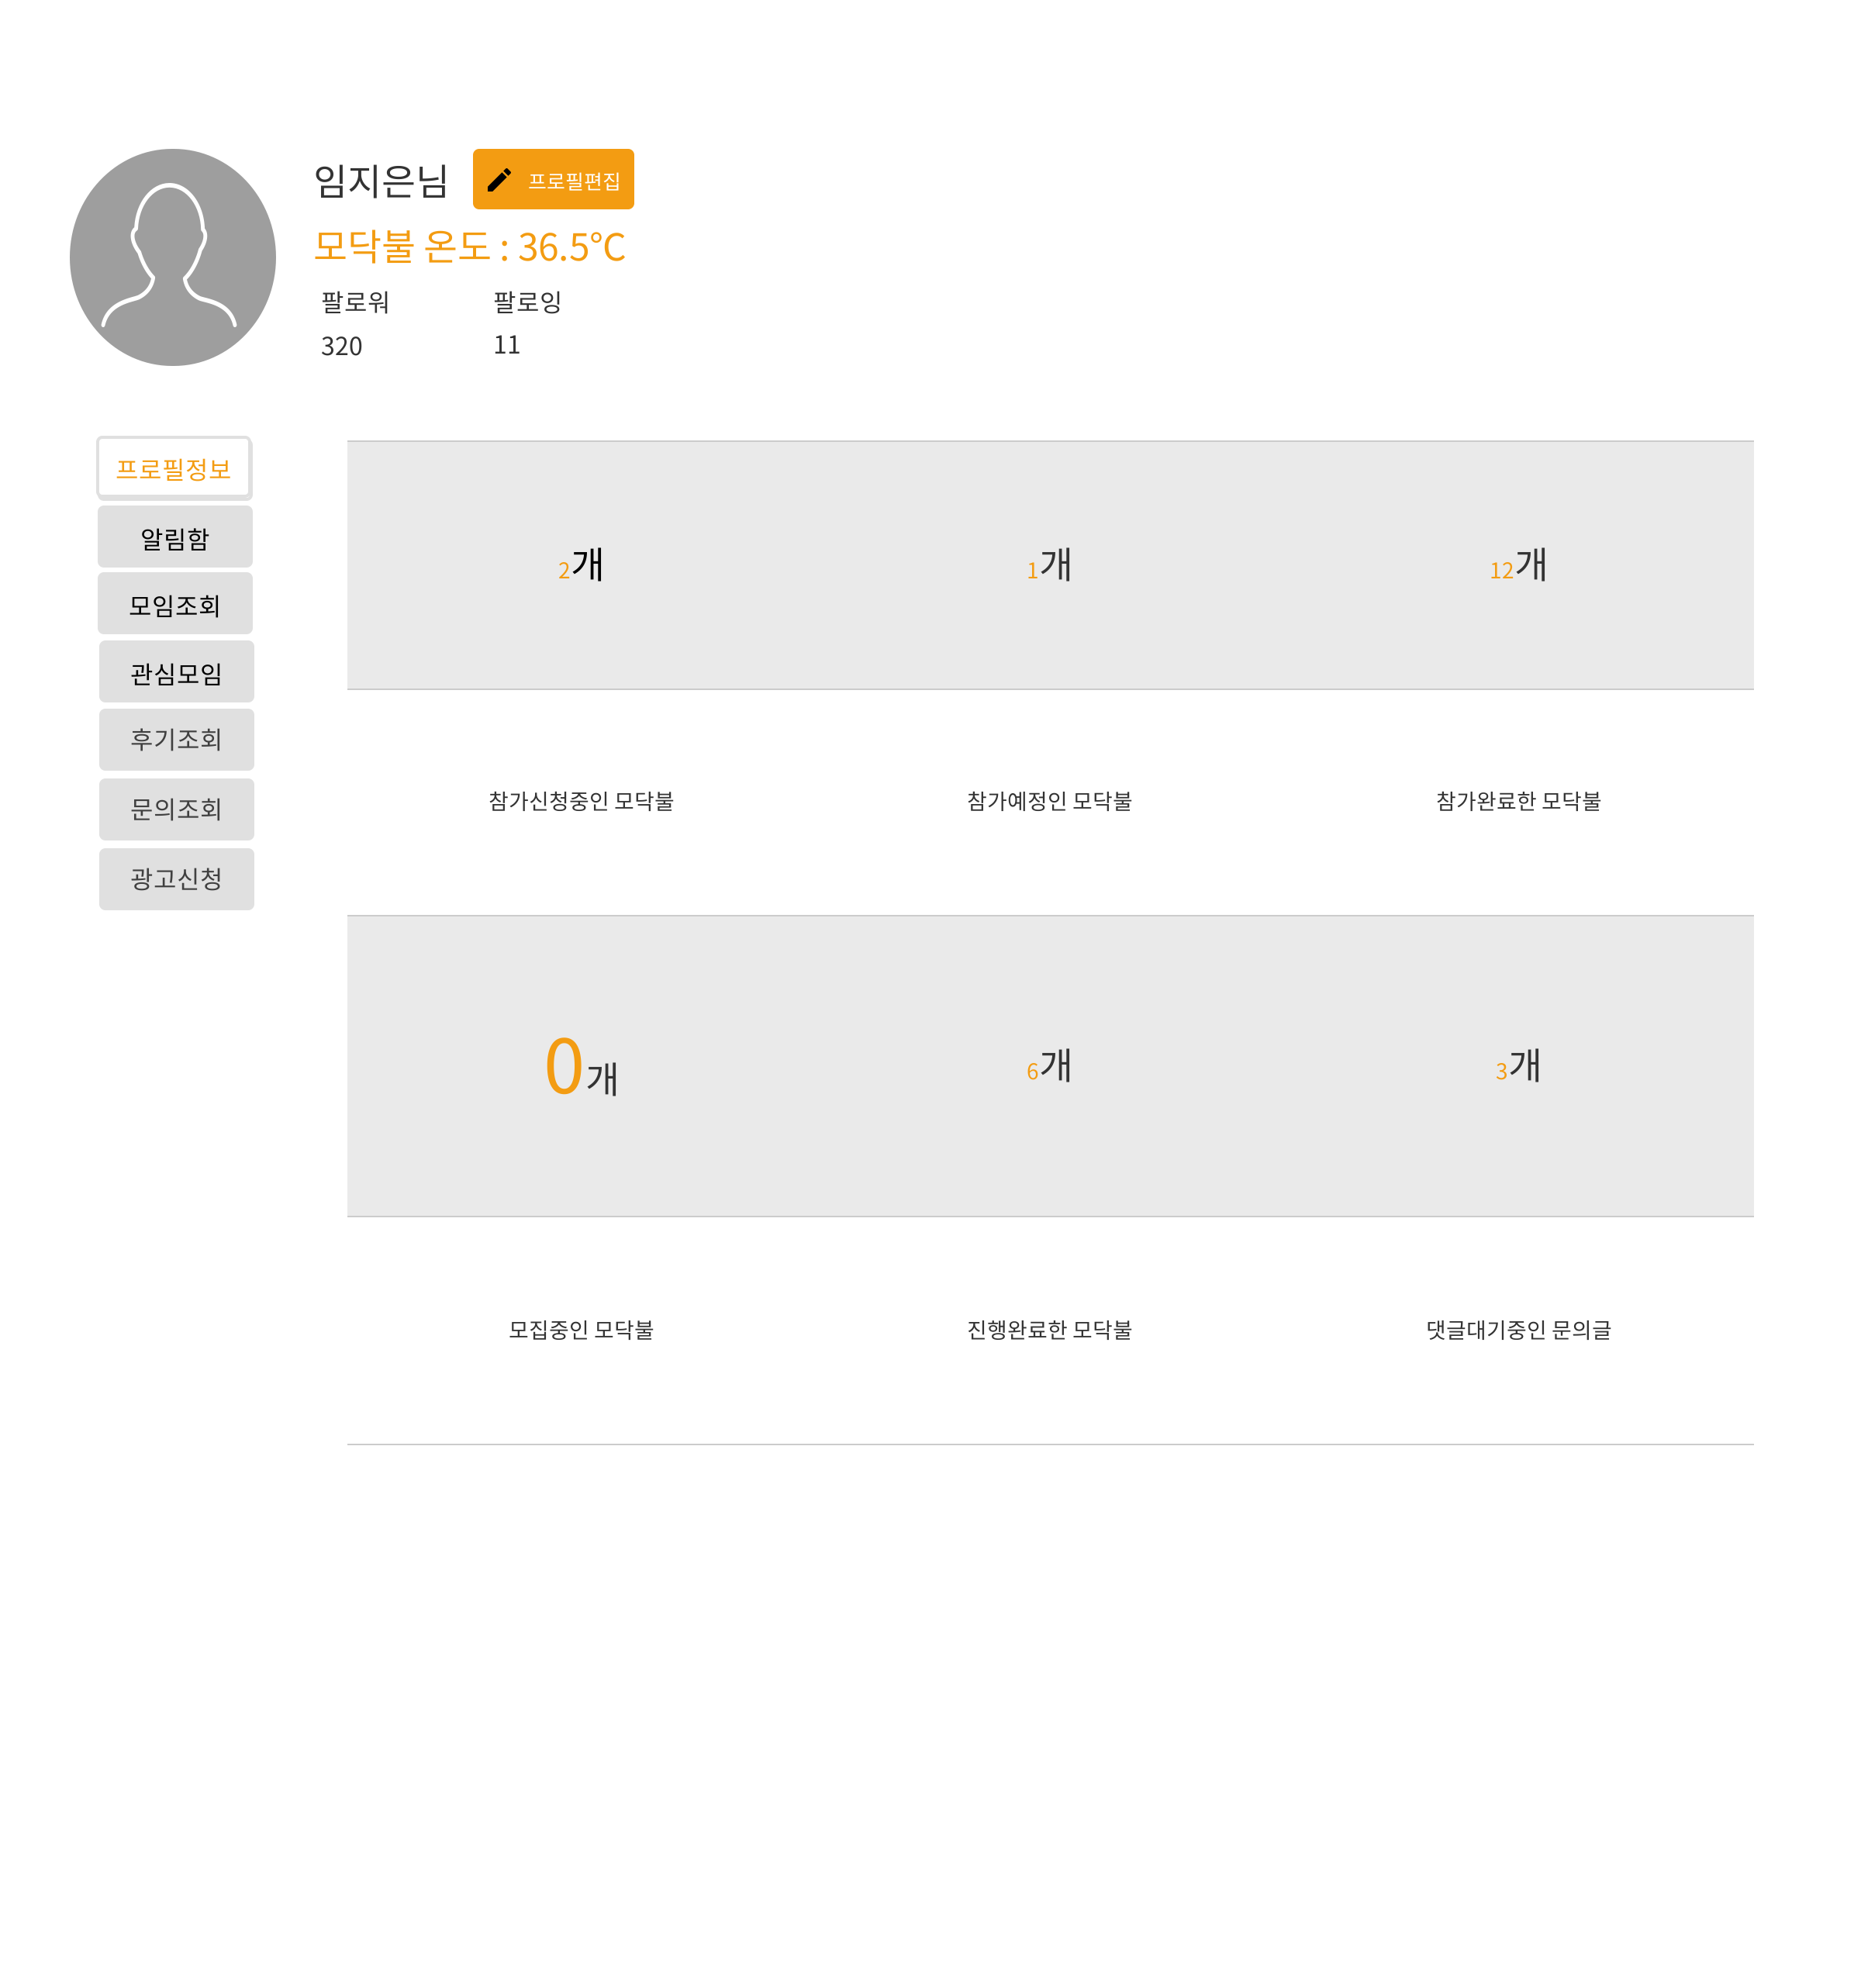 임지은님
프로필편집
모닥불 온도 : 36.5°C
팔로워
팔로잉
320
11
프로필정보
알림함
모임조회
관심모임
후기조회
문의조회
광고신청
2개
1개
12개
참가신청중인 모닥불
참가예정인 모닥불
참가완료한 모닥불
0개
6개
3개
모집중인 모닥불
진행완료한 모닥불
댓글대기중인 문의글